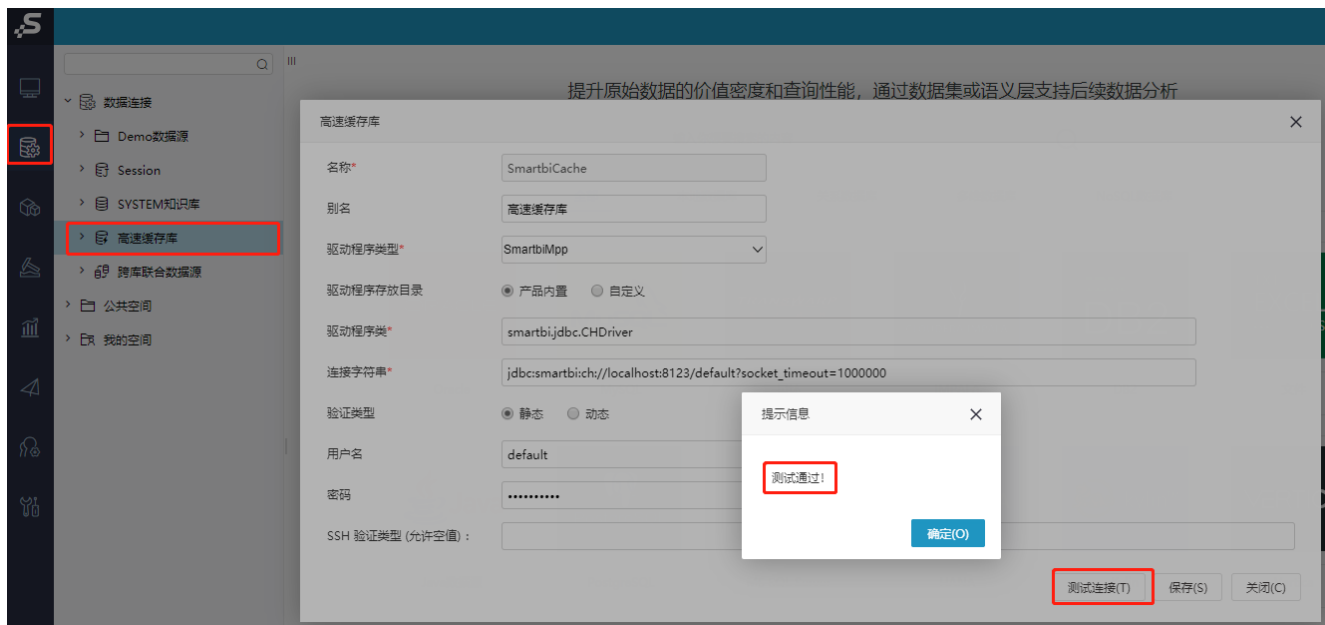 S
提升原始数据的价值密度和查询性能，通过数据集或语义层支持后续数据分析
数据连接
Demo数据源
Session
SYSTEM知识库
高速缓存库
跨库联合数据源
公共空间
我的空间
高速缓存库
名称* SmartbiCache
别名 高速缓存库
驱动程序类型* SmartbiMpp
驱动程序存放目录 产品内置 自定义
驱动程序类* smartbi.jdbc.CHDriver
连接字符串* jdbc:smartbi:ch://localhost:8123/default?socket_timeout=1000000
验证类型 静态 动态
用户名 default
密码 ••••••••••
SSH 验证类型 (允许空值) :
提示信息
测试通过!
确定(O)
测试连接(T) 保存(S) 关闭(C)